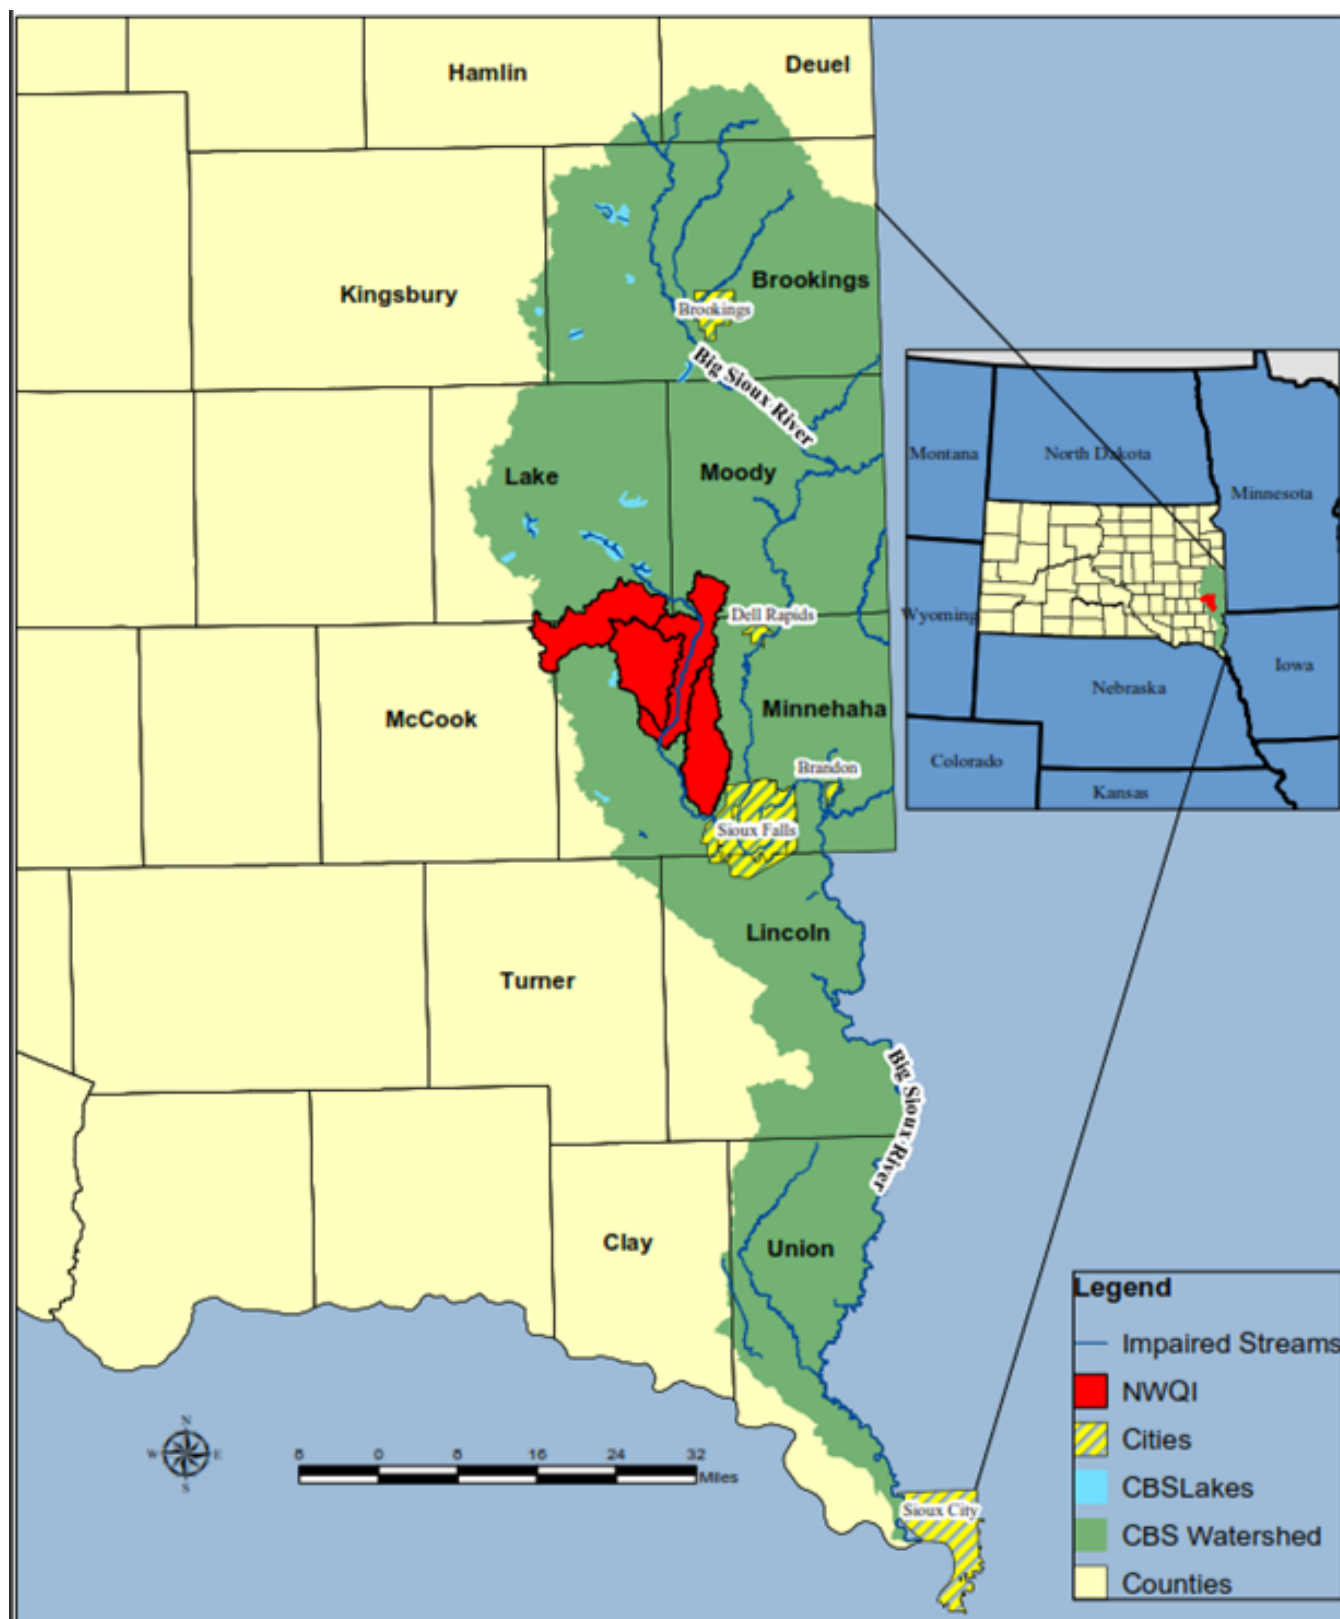 Hamlin
Deuel
Kingsbury
Brookings
Brookings
Big Sioux River
Lake
Moody
Montana
North Dakota
Minnesota
Wyoming
Iowa
Nebraska
Colorado
Kansas
Dell Rapids
McCook
Minnehaha
Brandon
Sioux Falls
Lincoln
Turner
Big Sioux River
Clay
Union
Legend
Impaired Streams
NWQI
Cities
CBSLakes
CBS Watershed
Counties
N
W E
S
8 0 8 16 24 32
Miles
Sioux City